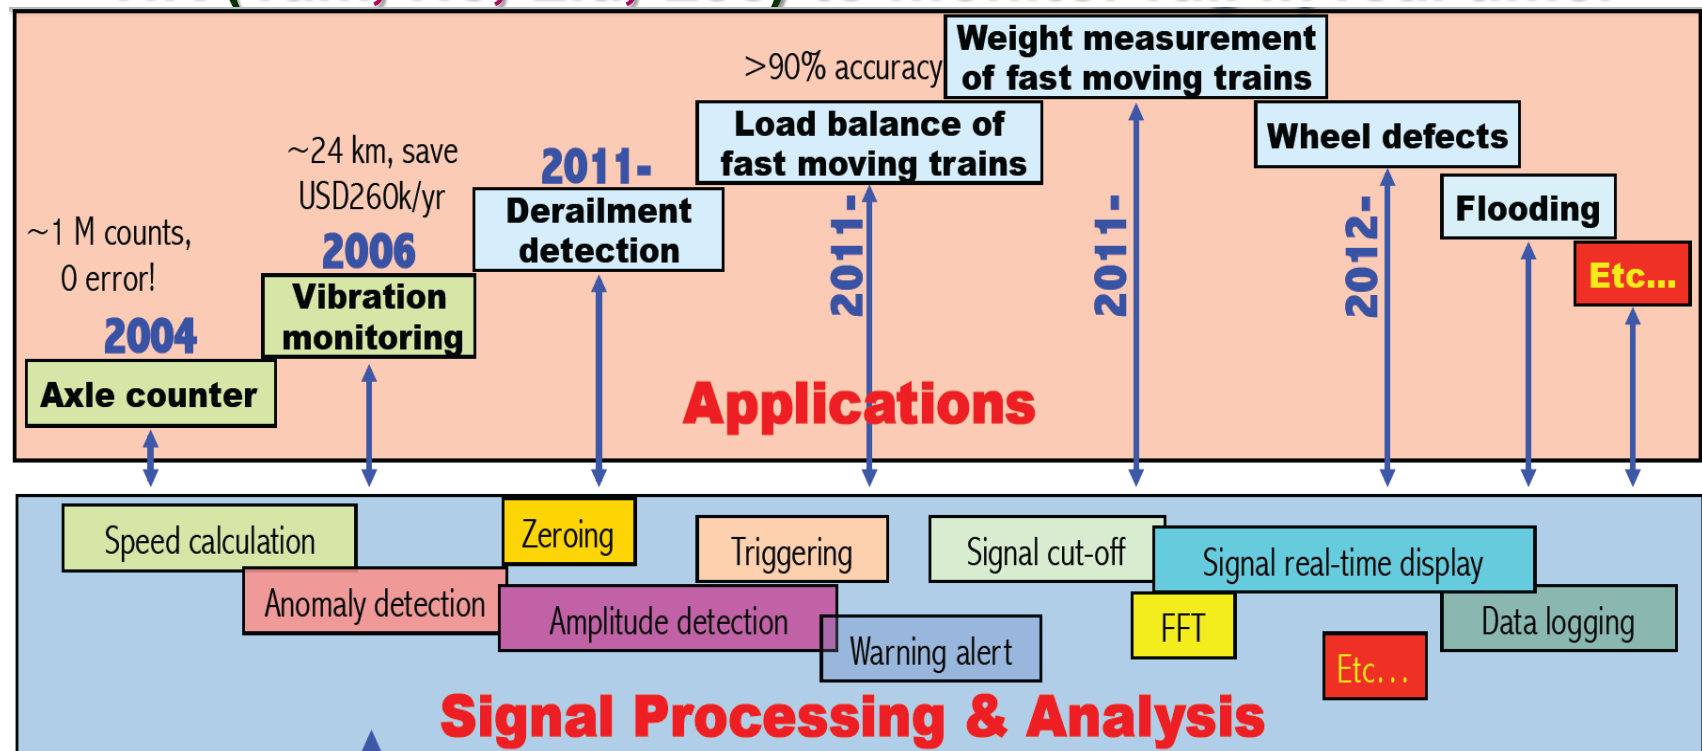 Weight measurement
of fast moving trains
>90% accuracy
Load balance of
fast moving trains
Wheel defects
~24 km, save
USD260k/yr
2011-
Derailment
detection
Flooding
~1 M counts,
0 error!
2006
Vibration
monitoring
2011-
2011-
2012-
Etc...
2004
Axle counter
Applications
Speed calculation
Zeroing
Triggering
Signal cut-off
Signal real-time display
Anomaly detection
Amplitude detection
Warning alert
FFT
Data logging
Etc...
Signal Processing & Analysis